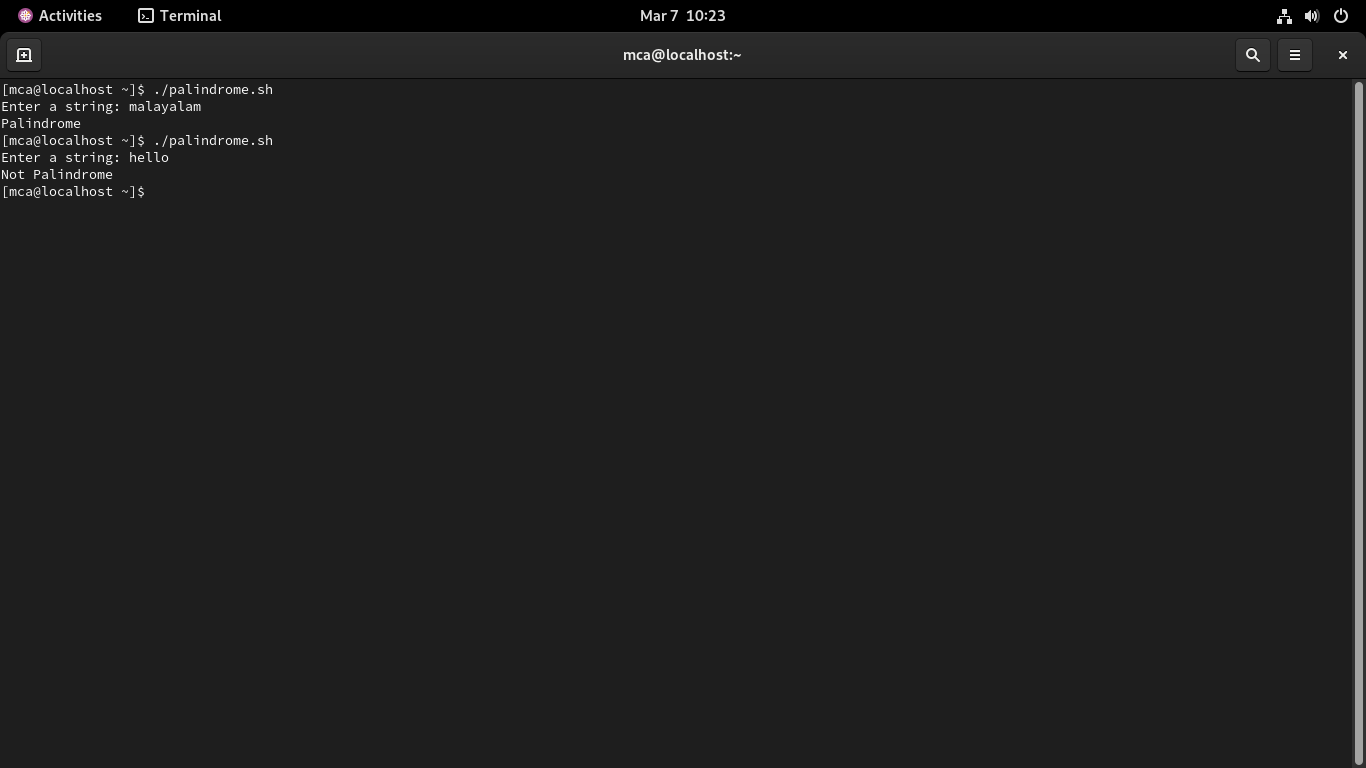 Activities Terminal Mar 7 10:23
mca@localhost:~
[mca@localhost ~]$ ./palindrome.sh
Enter a string: malayalam
Palindrome
[mca@localhost ~]$ ./palindrome.sh
Enter a string: hello
Not Palindrome
[mca@localhost ~]$